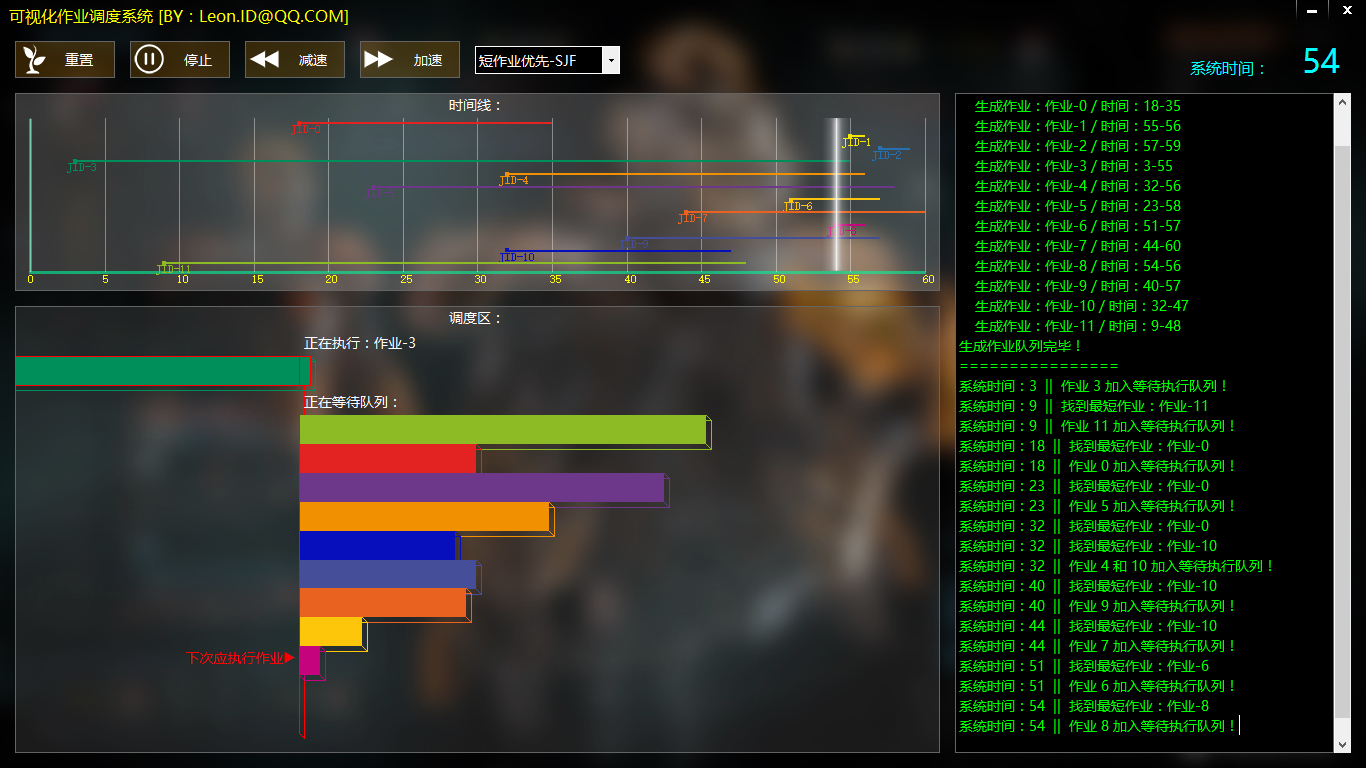 可视化作业调度系统 [BY：Leon.ID@QQ.COM]
重置
停止
减速
加速
短作业优先-SJF
系统时间：
54
时间线：
JID-0
JID-1
JID-2
JID-3
JID-4
JID-6
JID-7
JID-8
JID-9
JID-10
JID-11
0 5 10 15 20 25 30 35 40 45 50 55 60
调度区：
正在执行：作业-3
正在等待队列：
下次应执行作业▶
生成作业：作业-0 / 时间：18-35
生成作业：作业-1 / 时间：55-56
生成作业：作业-2 / 时间：57-59
生成作业：作业-3 / 时间：3-55
生成作业：作业-4 / 时间：32-56
生成作业：作业-5 / 时间：23-58
生成作业：作业-6 / 时间：51-57
生成作业：作业-7 / 时间：44-60
生成作业：作业-8 / 时间：54-56
生成作业：作业-9 / 时间：40-57
生成作业：作业-10 / 时间：32-47
生成作业：作业-11 / 时间：9-48
生成作业队列完毕！
================
系统时间：3 || 作业 3 加入等待执行队列！
系统时间：9 || 找到最短作业：作业-11
系统时间：9 || 作业 11 加入等待执行队列！
系统时间：18 || 找到最短作业：作业-0
系统时间：18 || 作业 0 加入等待执行队列！
系统时间：23 || 找到最短作业：作业-0
系统时间：23 || 作业 5 加入等待执行队列！
系统时间：32 || 找到最短作业：作业-0
系统时间：32 || 找到最短作业：作业-10
系统时间：32 || 作业 4 和 10 加入等待执行队列！
系统时间：40 || 找到最短作业：作业-10
系统时间：40 || 作业 9 加入等待执行队列！
系统时间：44 || 找到最短作业：作业-10
系统时间：44 || 作业 7 加入等待执行队列！
系统时间：51 || 找到最短作业：作业-6
系统时间：51 || 作业 6 加入等待执行队列！
系统时间：54 || 找到最短作业：作业-8
系统时间：54 || 作业 8 加入等待执行队列！